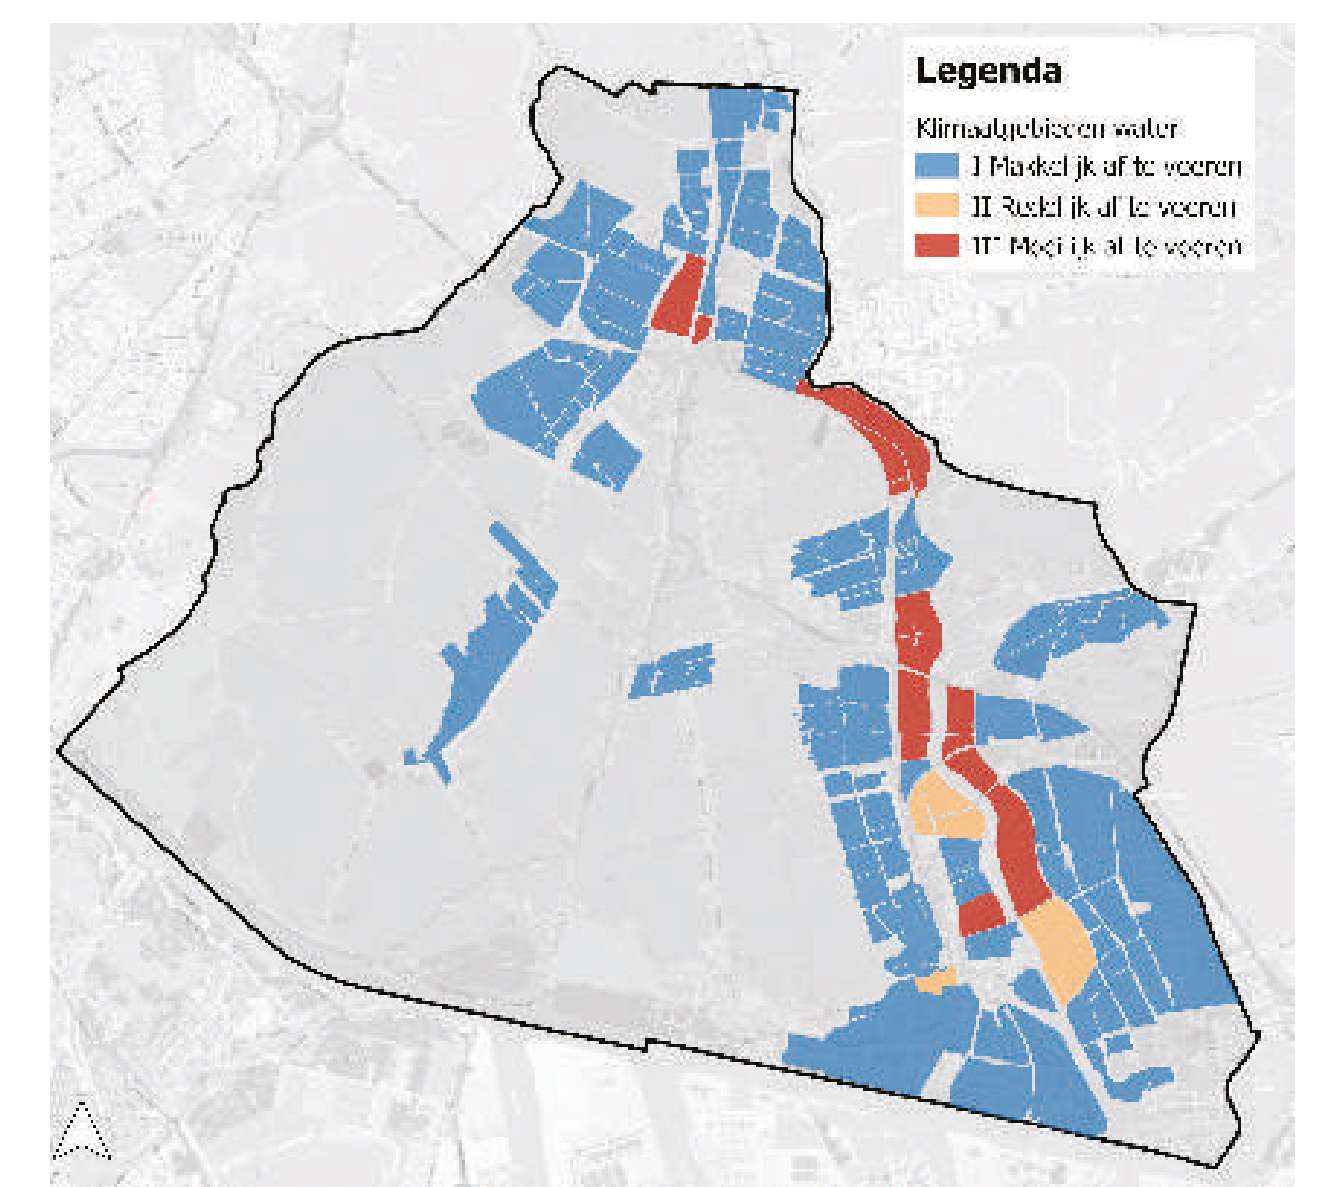 Legenda
Klimaatgebieden water
I Makkelijk af te voeren
II Redelijk af te voeren
III Moeilijk af te voeren